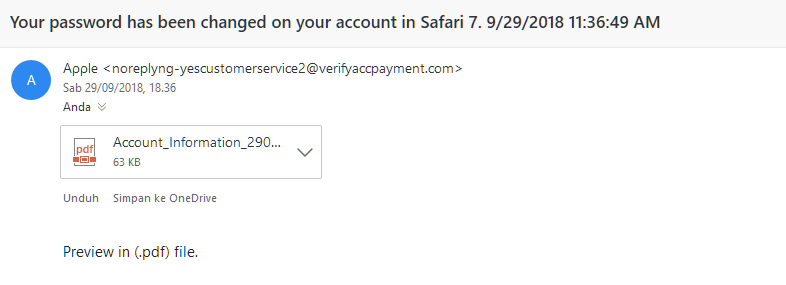 Your password has been changed on your account in Safari 7. 9/29/2018 11:36:49 AM
A
Aρρle <noreplyng-yescustomerservice2@verifyaccpayment.com>
Sab 29/09/2018, 18.36
Anda
pdf
Account_Information_290...
63 KB
Unduh Simpan ke OneDrive
Preview in (.pdf) file.